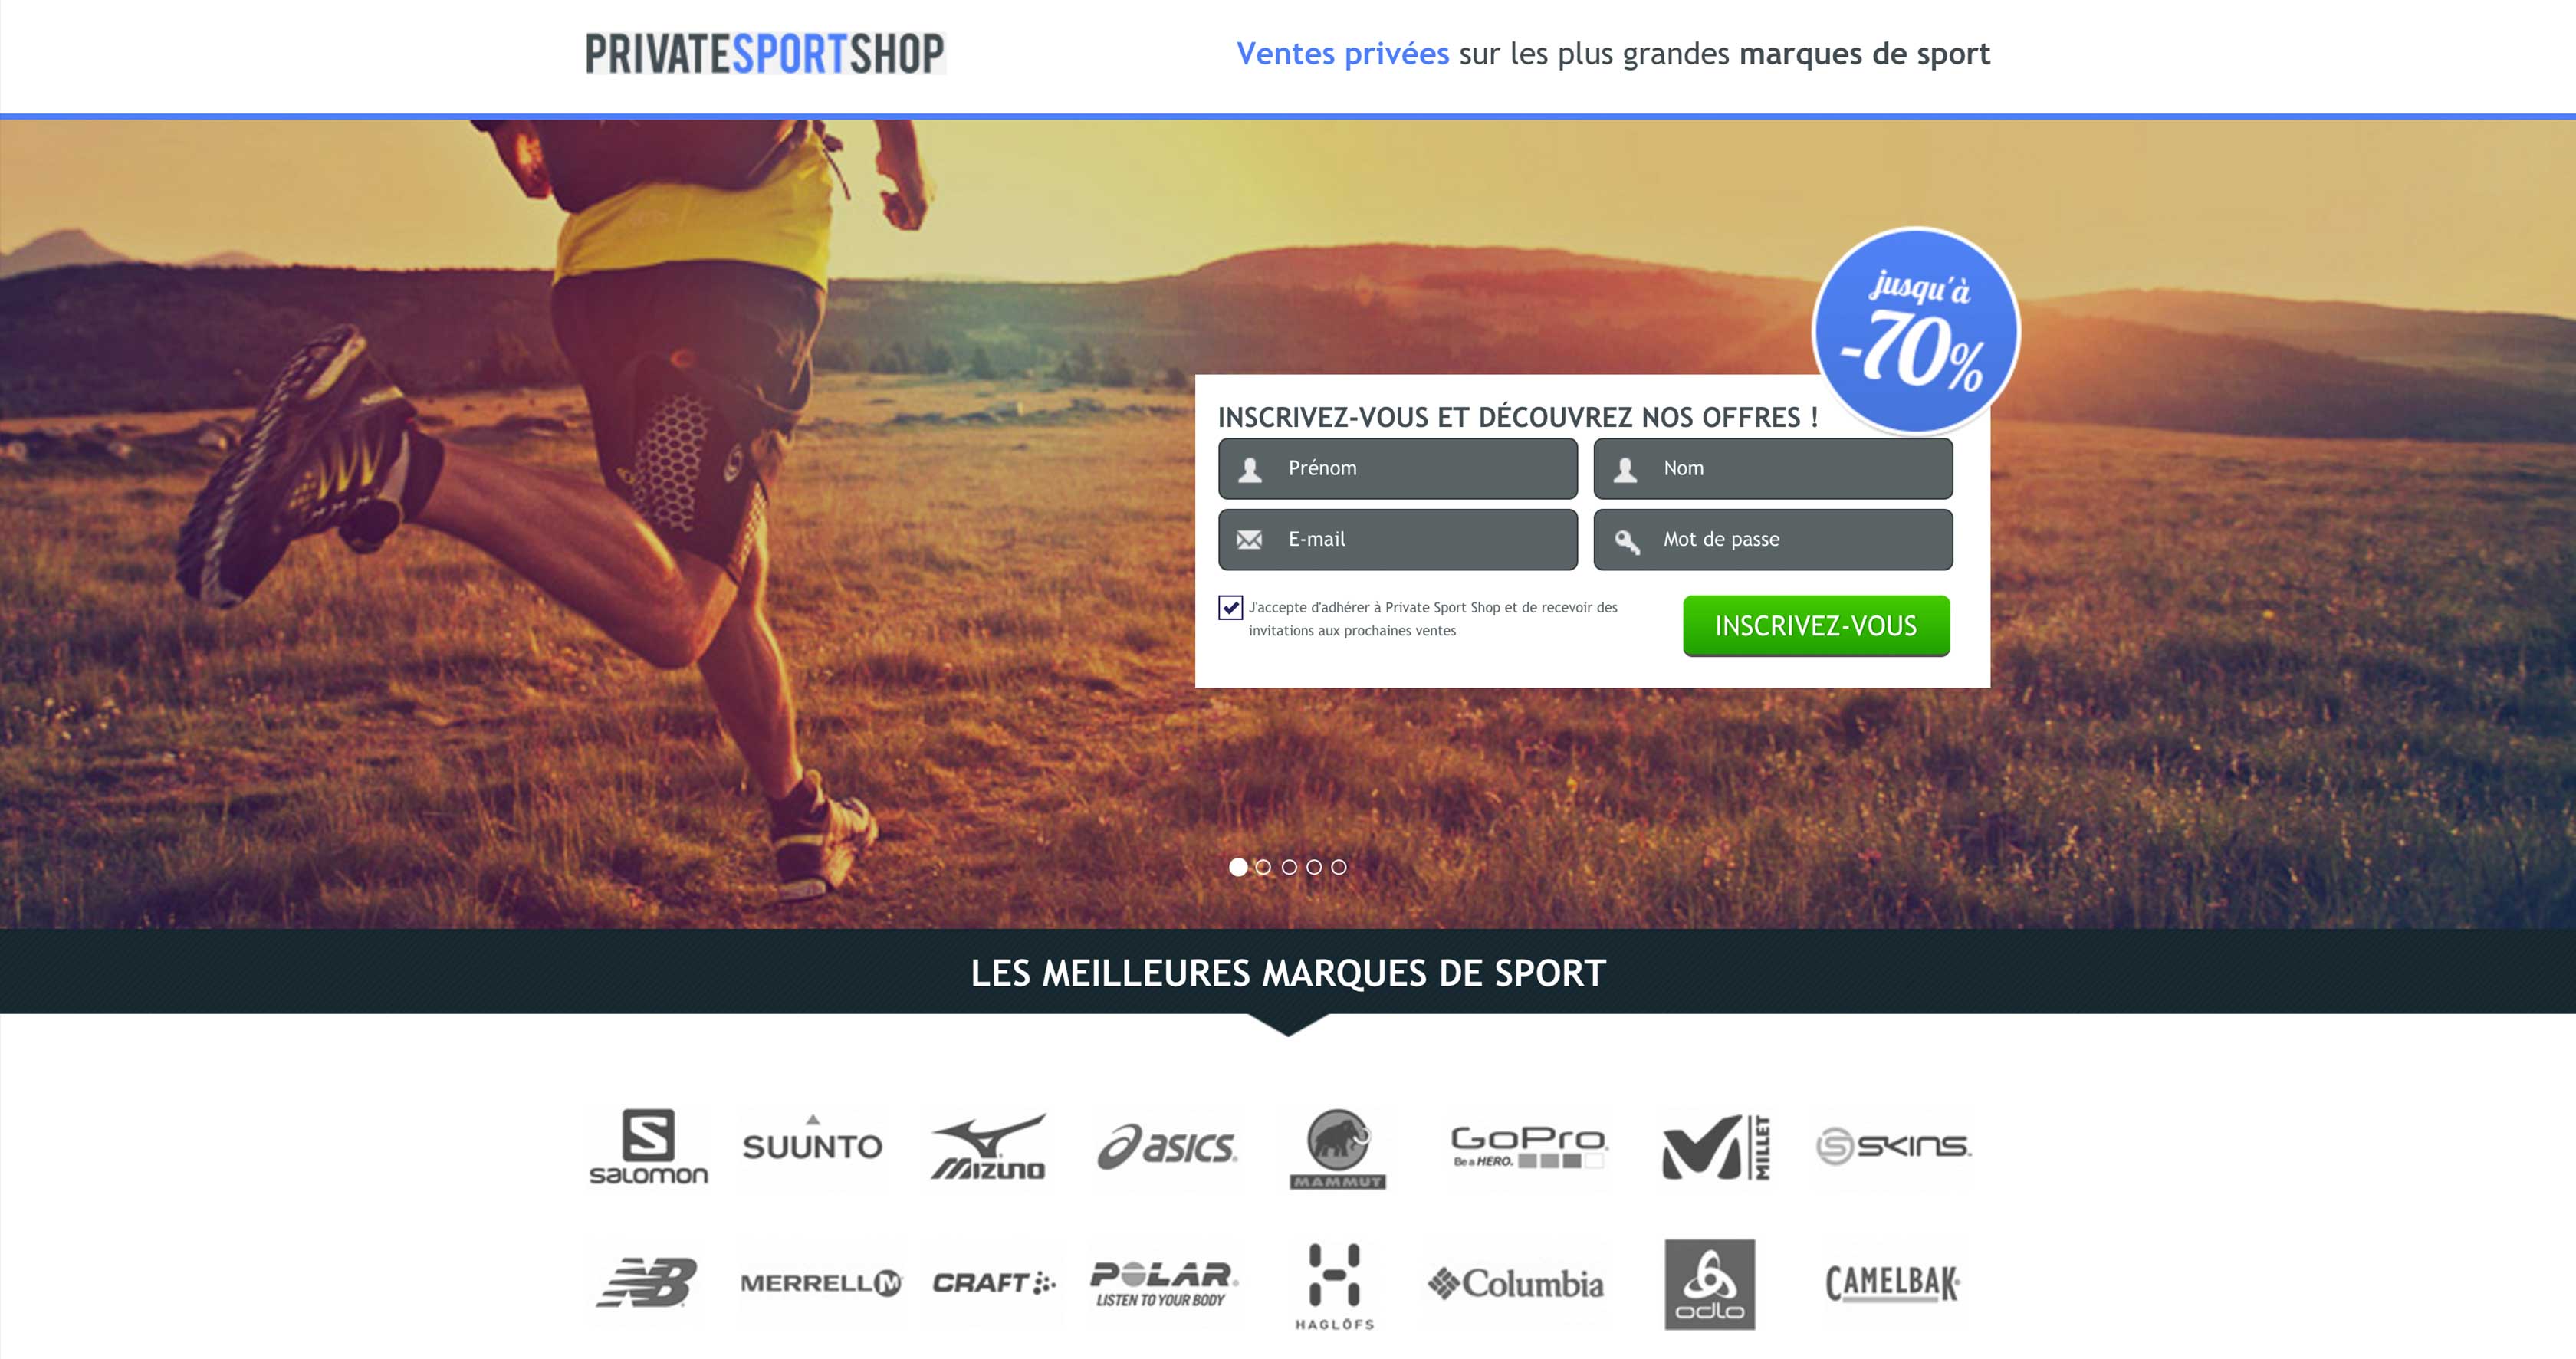 PRIVATESPORTSHOP
Ventes privées sur les plus grandes marques de sport
jusqu'à
-70%
INSCRIVEZ-VOUS ET DÉCOUVREZ NOS OFFRES !
Prénom
Nom
E-mail
Mot de passe
J'accepte d'adhérer à Private Sport Shop et de recevoir des
invitations aux prochaines ventes
INSCRIVEZ-VOUS
LES MEILLEURES MARQUES DE SPORT
S
SALOMON
SUUNTO
MIZUNO
asics
MAMMUT
GoPro
Be a HERO.
MILLET
SKINS
NB
MERRELL M
CRAFT
POLAR
LISTEN TO YOUR BODY
HAGLÖFS
Columbia
odlo
CAMELBAK